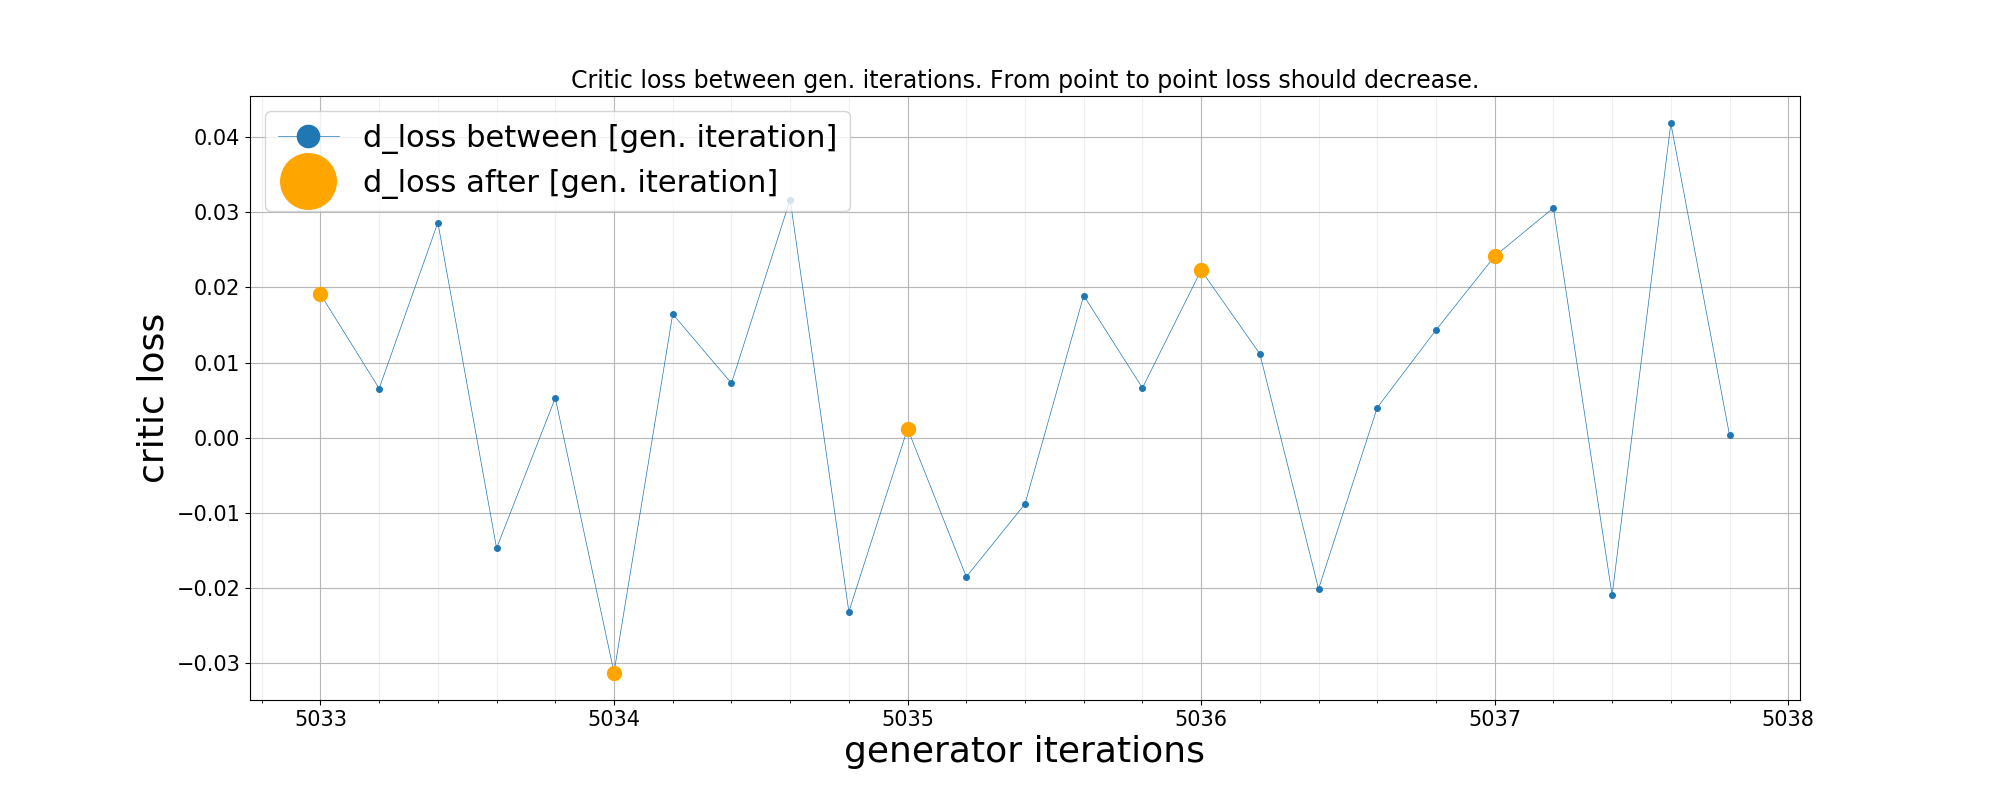 Critic loss between gen. iterations. From point to point loss should decrease.
d_loss between [gen. iteration]
d_loss after [gen. iteration]
0.04
0.03
0.02
0.01
0.00
−0.01
−0.02
−0.03
critic loss
5033 5034 5035 5036 5037 5038
generator iterations